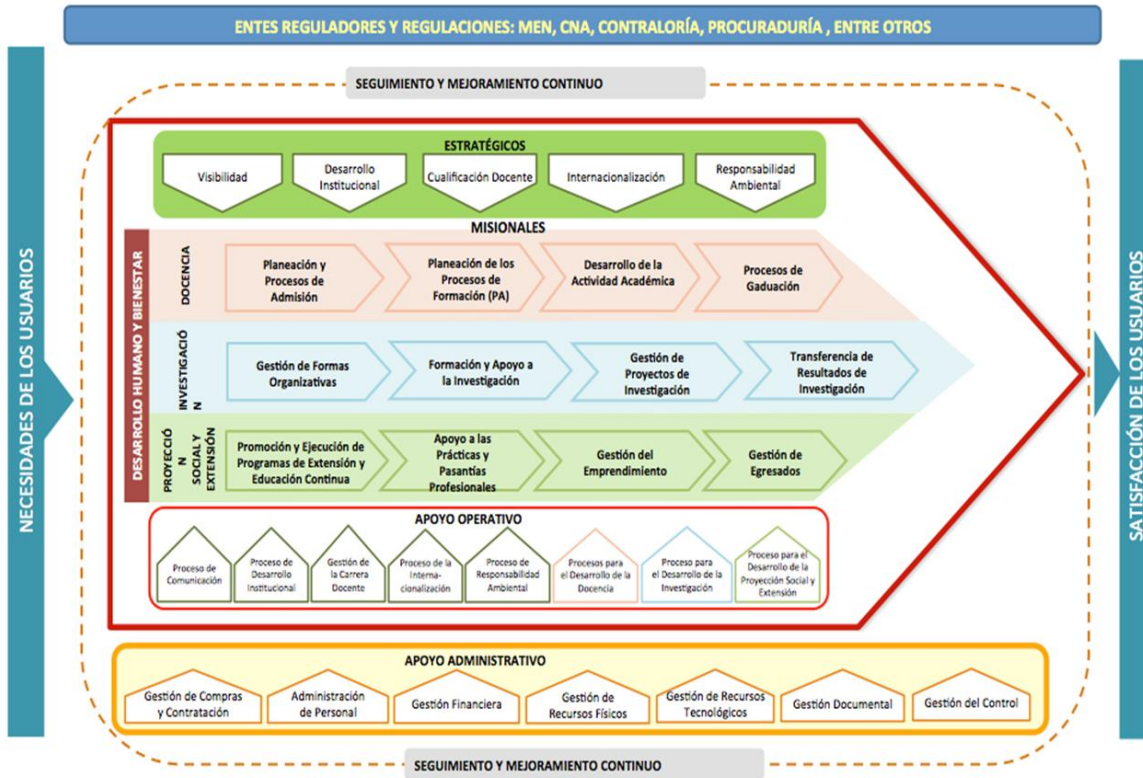 ENTES REGULADORES Y REGULACIONES: MEN, CNA, CONTRALORÍA, PROCURADURÍA , ENTRE OTROS
SEGUIMIENTO Y MEJORAMIENTO CONTINUO
NECESIDADES DE LOS USUARIOS
ESTRATÉGICOS
Visibilidad
Desarrollo
Institucional
Cualificación Docente
Internacionalización
Responsabilidad
Ambiental
MISIONALES
DESARROLLO HUMANO Y BIENESTAR
DOCENCIA
Planeación y
Procesos de
Admisión
Planeación de los
Procesos de
Formación (PA)
Desarrollo de la
Actividad Académica
Procesos de
Gaduación
INVESTIGACIÓ
N
Gestión de Formas
Organizativas
Formación y Apoyo a
la Investigación
Gestión de
Proyectos de
Investigación
Transferencia de
Resultados de
Investigación
PROYECCIÓ
N
SOCIAL Y
EXTENSIÓN
Promoción y Ejecución de
Programas de Extensión y
Educación Continua
Apoyo a las
Prácticas y
Pasantías
Profesionales
Gestión del
Emprendimiento
Gestión de
Egresados
APOYO OPERATIVO
Proceso de
Comunicación
Proceso de
Desarrollo
Institucional
Gestión de
la Carrera
Docente
Proceso de la
Interna-
cionalización
Proceso de
Responsabilidad
Ambiental
Procesos para
el Desarrollo de la
Docencia
Proceso para
el Desarrollo de la
Investigación
Proceso para el
Desarrollo de la
Proyección Social y
Extensión
APOYO ADMINISTRATIVO
Gestión de Compras
y Contratación
Administración
de Personal
Gestión Financiera
Gestión de
Recursos Físicos
Gestión de Recursos
Tecnológicos
Gestión Documental
Gestión del Control
SEGUIMIENTO Y MEJORAMIENTO CONTINUO
SATISFACCIÓN DE LOS USUARIOS